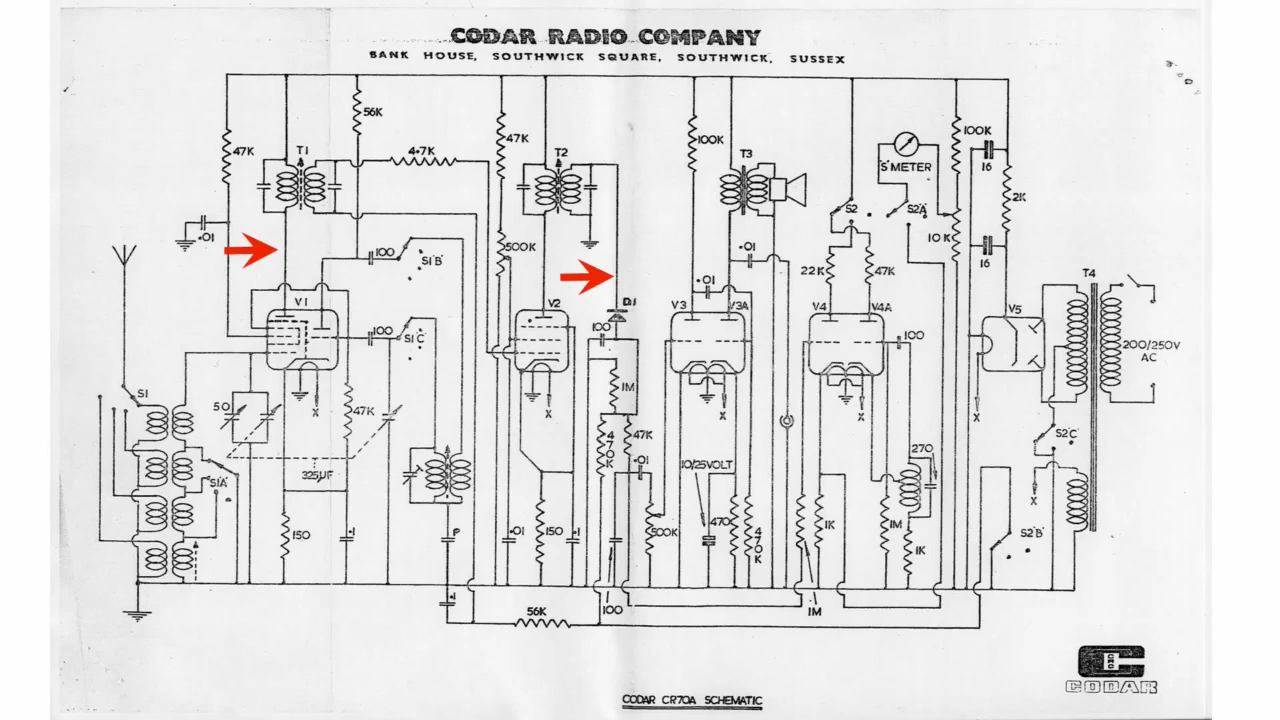 CODAR RADIO COMPANY
BANK HOUSE, SOUTHWICK SQUARE, SOUTHWICK, SUSSEX
56K
47K
T1
4·7K
47K
T2
100K
T3
'S' METER
100K
16
2K
·01
100
S1'B'
500K
·01
S2
S2'A'
10K
16
22K
47K
·01
T4
V1
V2
D1
V3
V3A
V4
V4A
V5
100
S1'C'
100
100
200/250V
AC
S1
50
X
47K
X
1M
X
X
X
S1'A'
325µµF
470K
47K
·01
10/25VOLT
270
S2'C'
X
150
·1
P
·01
150
·1
500K
470
470K
1K
1M
1K
S2'B'
·1
56K
100
1M
CODAR
CODAR CR70A SCHEMATIC